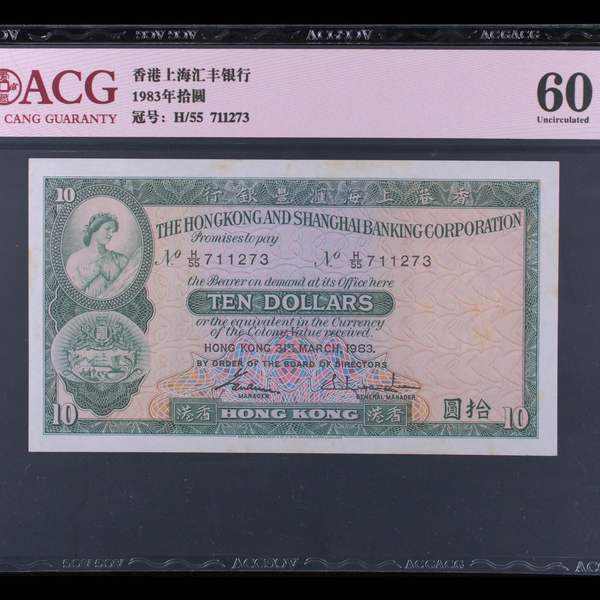 ACG
CANG GUARANTY
香港上海汇丰银行
1983年拾圆
冠号: H/55 711273
60
Uncirculated
10
行銀豐匯海上港香
THE HONGKONG AND SHANGHAI BANKING CORPORATION
Promises to pay
Nº H/55 711273 Nº H/55 711273
the Bearer on demand at its Office here
TEN DOLLARS
or the equivalent in the Currency
of the Colony Value received.
HONG KONG 31ST MARCH 1983.
BY ORDER OF THE BOARD OF DIRECTORS
MANAGER
GENERAL MANAGER
10 港香 HONG KONG 港香 圓拾 10